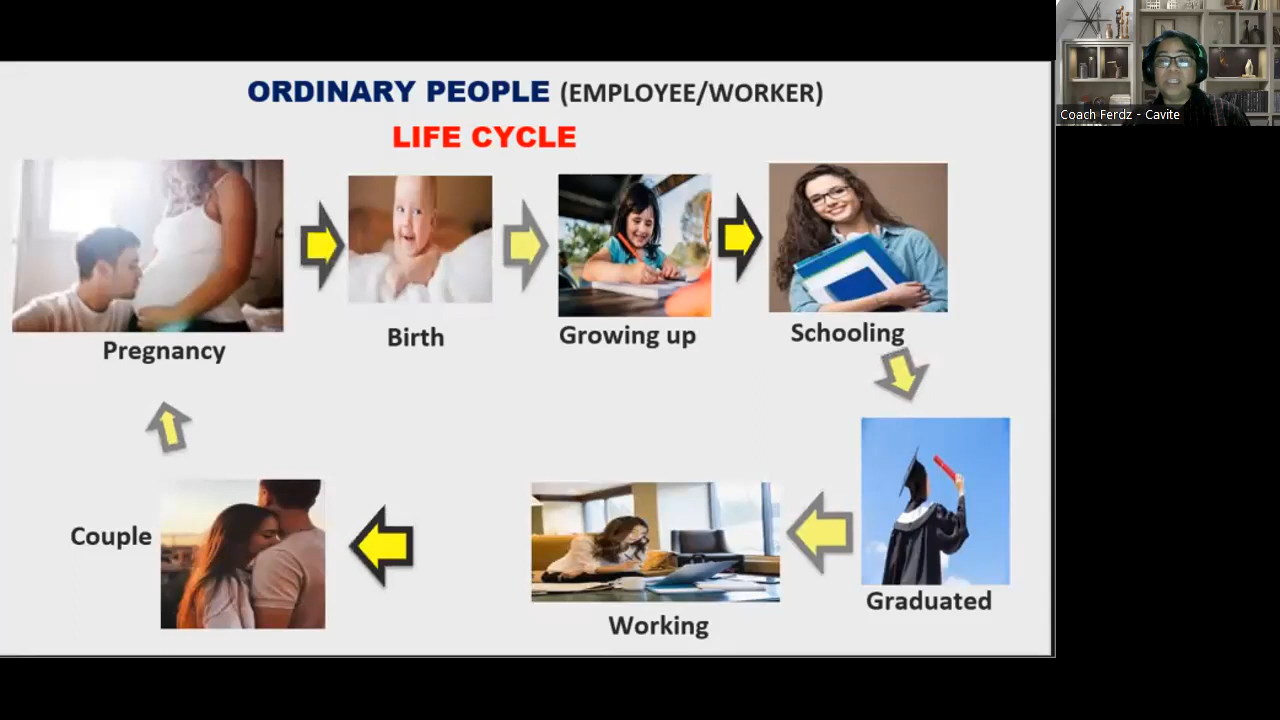 ORDINARY PEOPLE (EMPLOYEE/WORKER)
LIFE CYCLE
Coach Ferdz - Cavite
Pregnancy
Birth
Growing up
Schooling
Graduated
Working
Couple